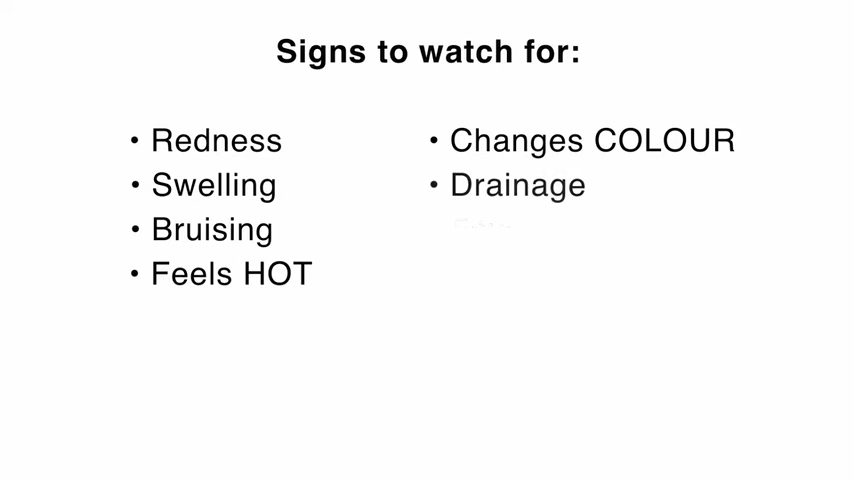 Signs to watch for:
• Redness
• Swelling
• Bruising
• Feels HOT
• Changes COLOUR
• Drainage